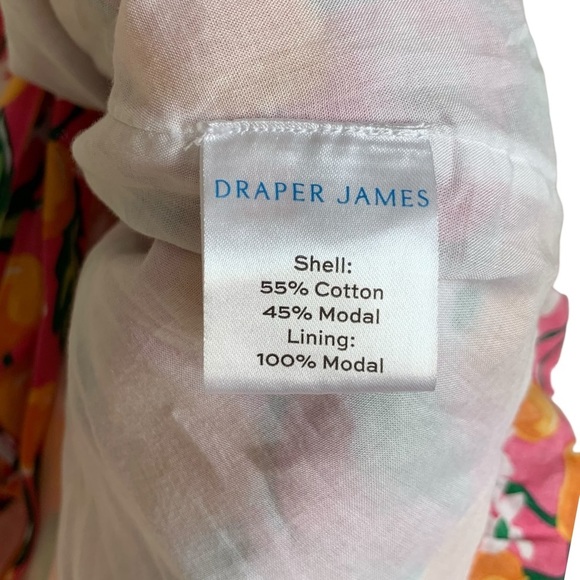 DRAPER JAMES
Shell:
55% Cotton
45% Modal
Lining:
100% Modal